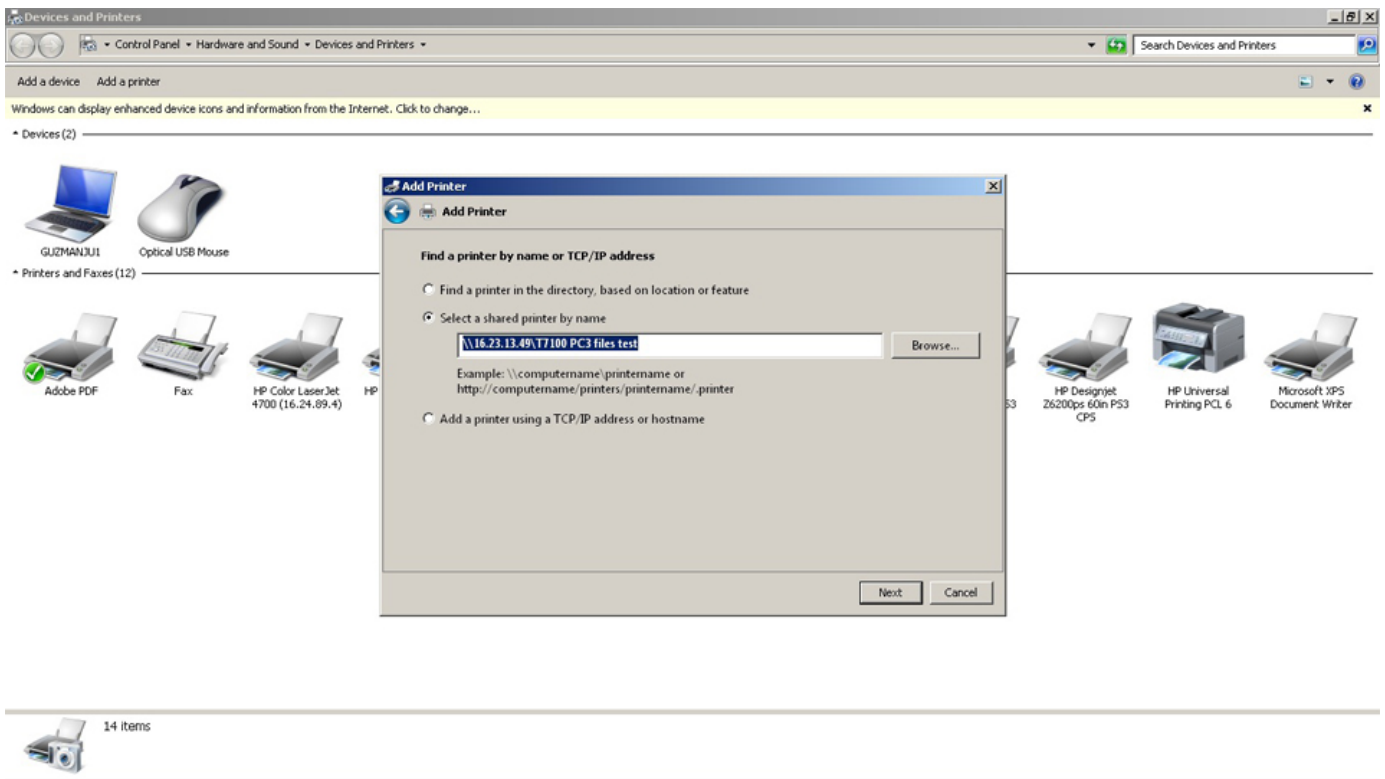 Devices and Printers
Control Panel Hardware and Sound Devices and Printers
Search Devices and Printers
Add a device Add a printer
Windows can display enhanced device icons and information from the Internet. Click to change...
Devices (2)
GUZMANJU1
Optical USB Mouse
Printers and Faxes (12)
Adobe PDF
Fax
HP Color LaserJet
4700 (16.24.89.4)
HP
Add Printer
Add Printer
Find a printer by name or TCP/IP address
Find a printer in the directory, based on location or feature
Select a shared printer by name
\\16.23.13.49\T7100 PC3 files test
Browse...
Example: \\computername\printername or
http://computername/printers/printername/.printer
Add a printer using a TCP/IP address or hostname
Next
Cancel
HP Designjet
Z6200ps 60in PS3
CPS
HP Universal
Printing PCL 6
Microsoft XPS
Document Writer
14 items